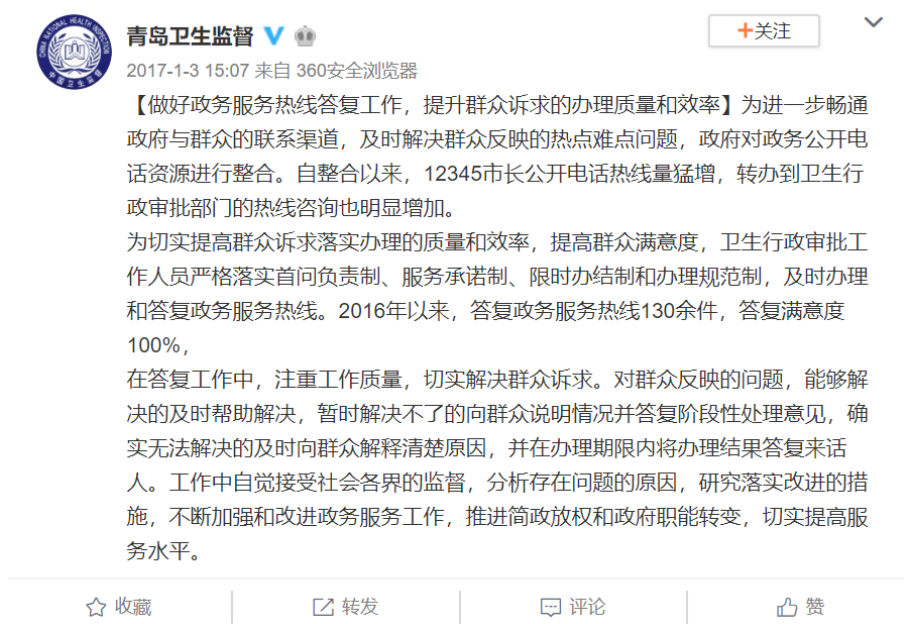 青岛卫生监督
+关注
2017-1-3 15:07 来自 360安全浏览器
【做好政务服务热线答复工作，提升群众诉求的办理质量和效率】为进一步畅通
政府与群众的联系渠道，及时解决群众反映的热点难点问题，政府对政务公开电
话资源进行整合。自整合以来，12345市长公开电话热线量猛增，转办到卫生行
政审批部门的热线咨询也明显增加。
为切实提高群众诉求落实办理的质量和效率，提高群众满意度，卫生行政审批工
作人员严格落实首问负责制、服务承诺制、限时办结制和办理规范制，及时办理
和答复政务服务热线。2016年以来，答复政务服务热线130余件，答复满意度
100%，
在答复工作中，注重工作质量，切实解决群众诉求。对群众反映的问题，能够解
决的及时帮助解决，暂时解决不了的向群众说明情况并答复阶段性处理意见，确
实无法解决的及时向群众解释清楚原因，并在办理期限内将办理结果答复来话
人。工作中自觉接受社会各界的监督，分析存在问题的原因，研究落实改进的措
施，不断加强和改进政务服务工作，推进简政放权和政府职能转变，切实提高服
务水平。
收藏
转发
评论
赞
CHINA NATIONAL HEALTH INSPECTION
中国卫生监督